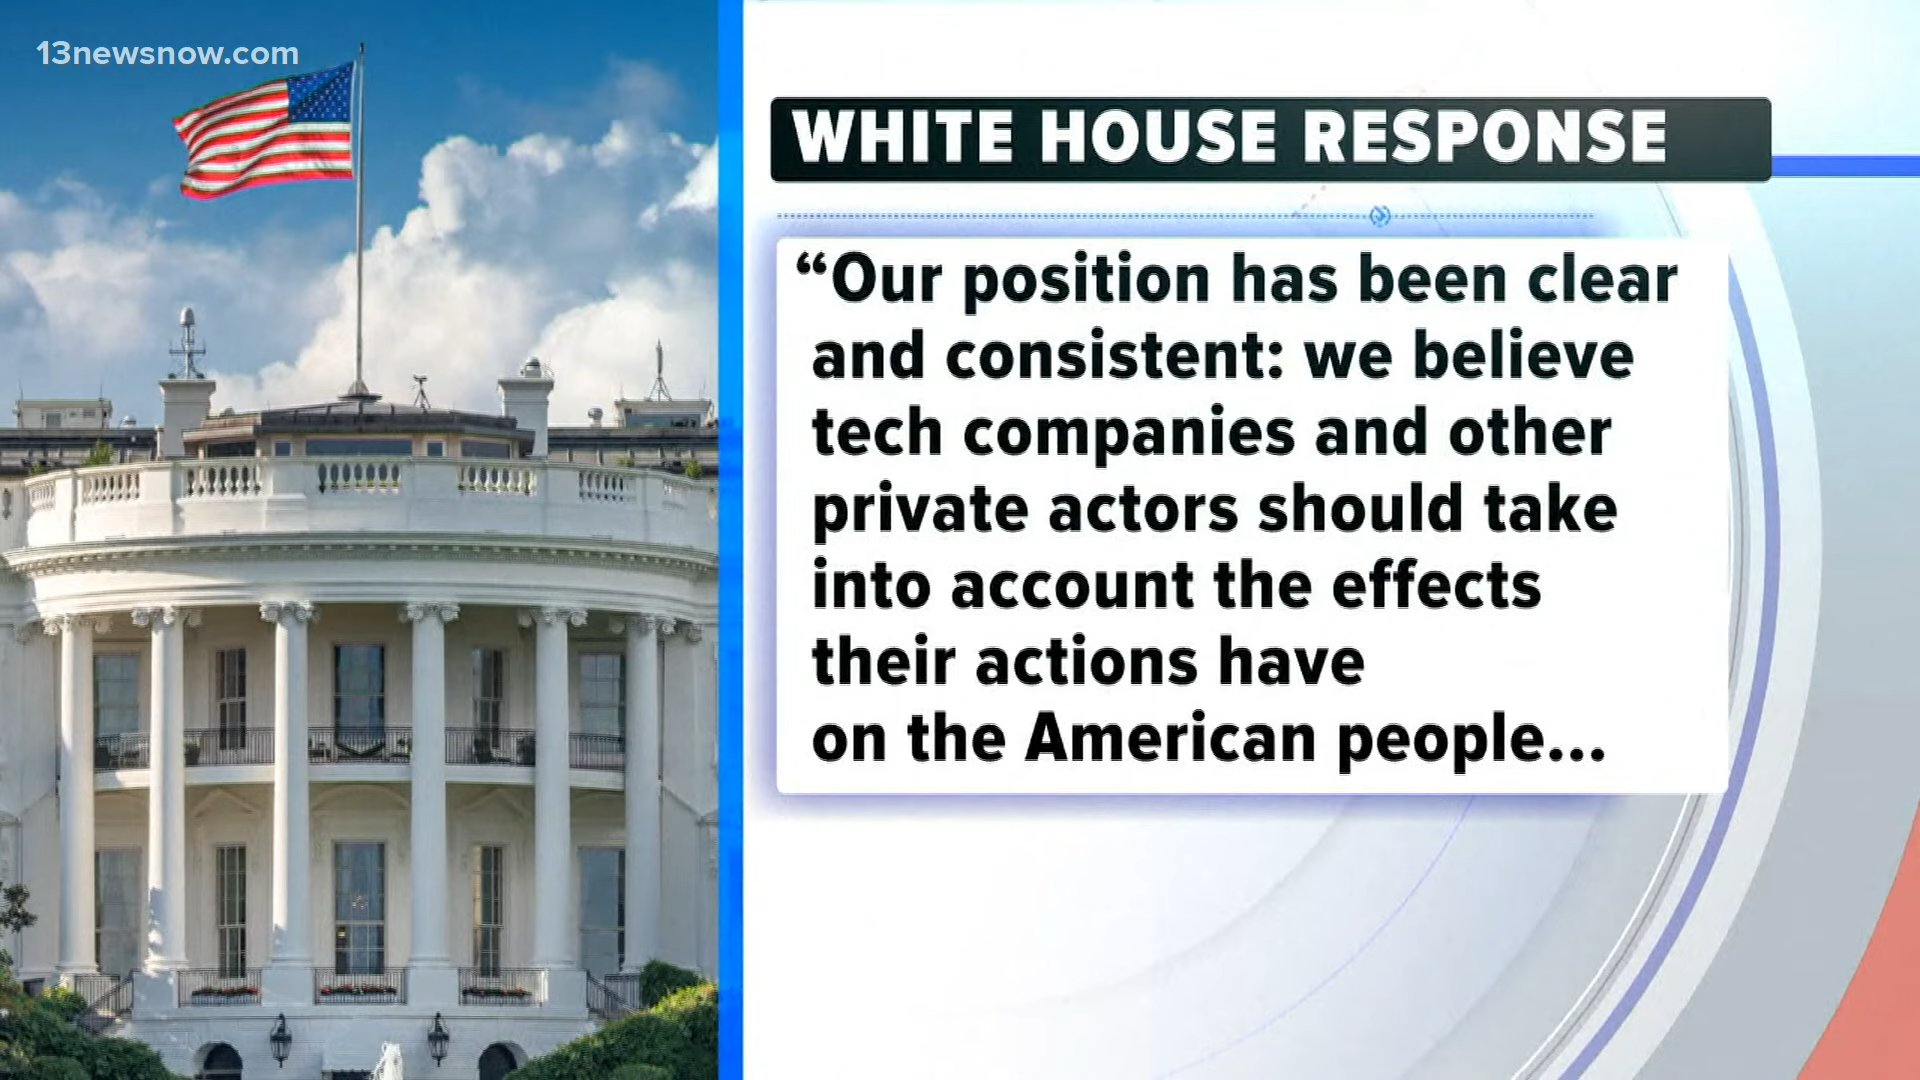 13newsnow.com
WHITE HOUSE RESPONSE
“Our position has been clear
and consistent: we believe
tech companies and other
private actors should take
into account the effects
their actions have
on the American people...